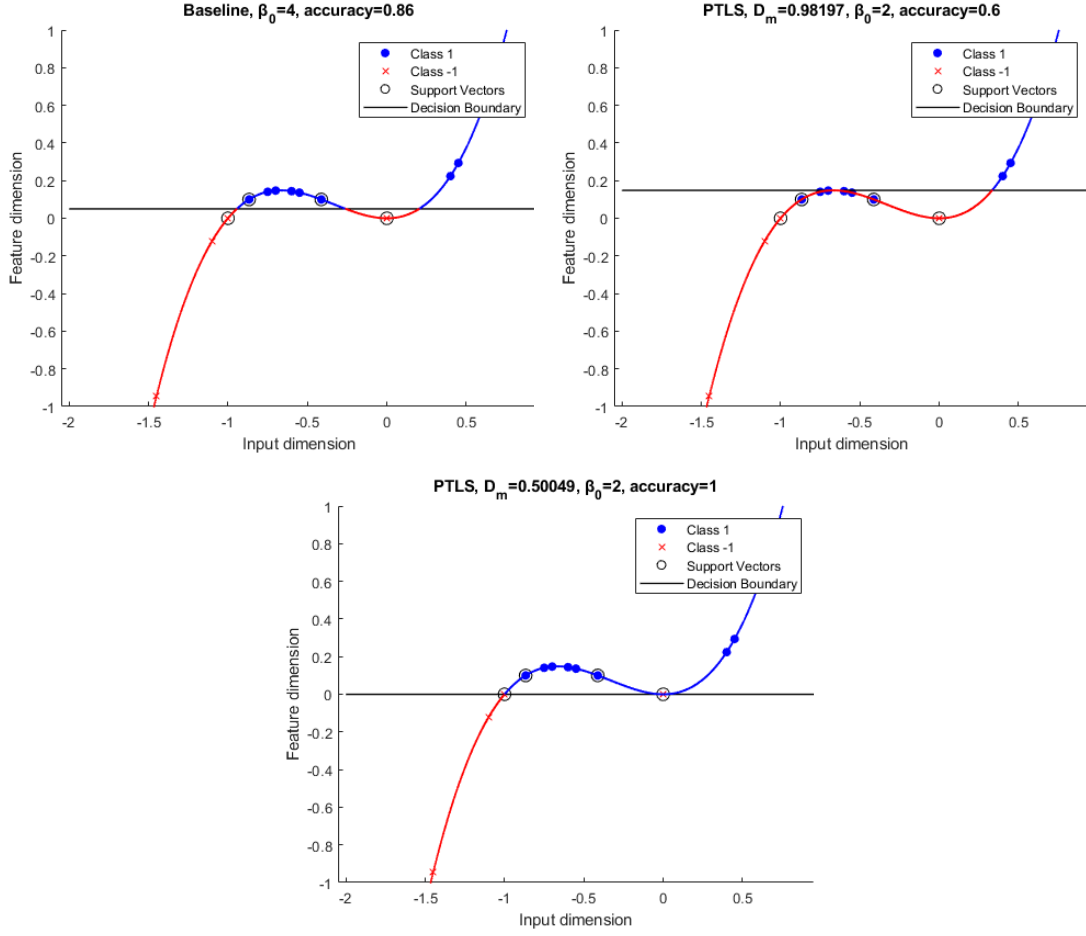 Baseline, β0=4, accuracy=0.86
1
0.8
0.6
0.4
0.2
0
-0.2
-0.4
-0.6
-0.8
-1
Feature dimension
Class 1
Class -1
Support Vectors
Decision Boundary
-2 -1.5 -1 -0.5 0 0.5
Input dimension
PTLS, Dm=0.98197, β0=2, accuracy=0.6
1
0.8
0.6
0.4
0.2
0
-0.2
-0.4
-0.6
-0.8
-1
Feature dimension
Class 1
Class -1
Support Vectors
Decision Boundary
-2 -1.5 -1 -0.5 0 0.5
Input dimension
PTLS, Dm=0.50049, β0=2, accuracy=1
1
0.8
0.6
0.4
0.2
0
-0.2
-0.4
-0.6
-0.8
-1
Feature dimension
Class 1
Class -1
Support Vectors
Decision Boundary
-2 -1.5 -1 -0.5 0 0.5
Input dimension